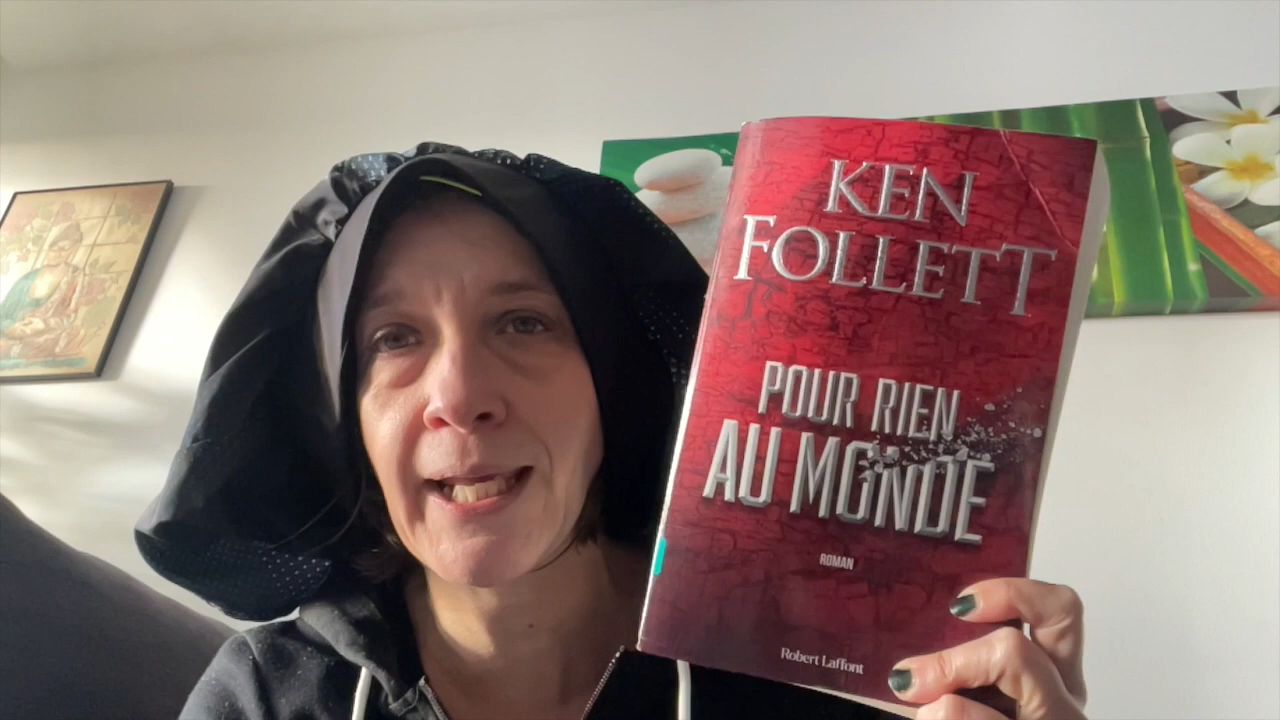 KEN
FOLLETT
POUR RIEN
AU MONDE
ROMAN
Robert Laffont